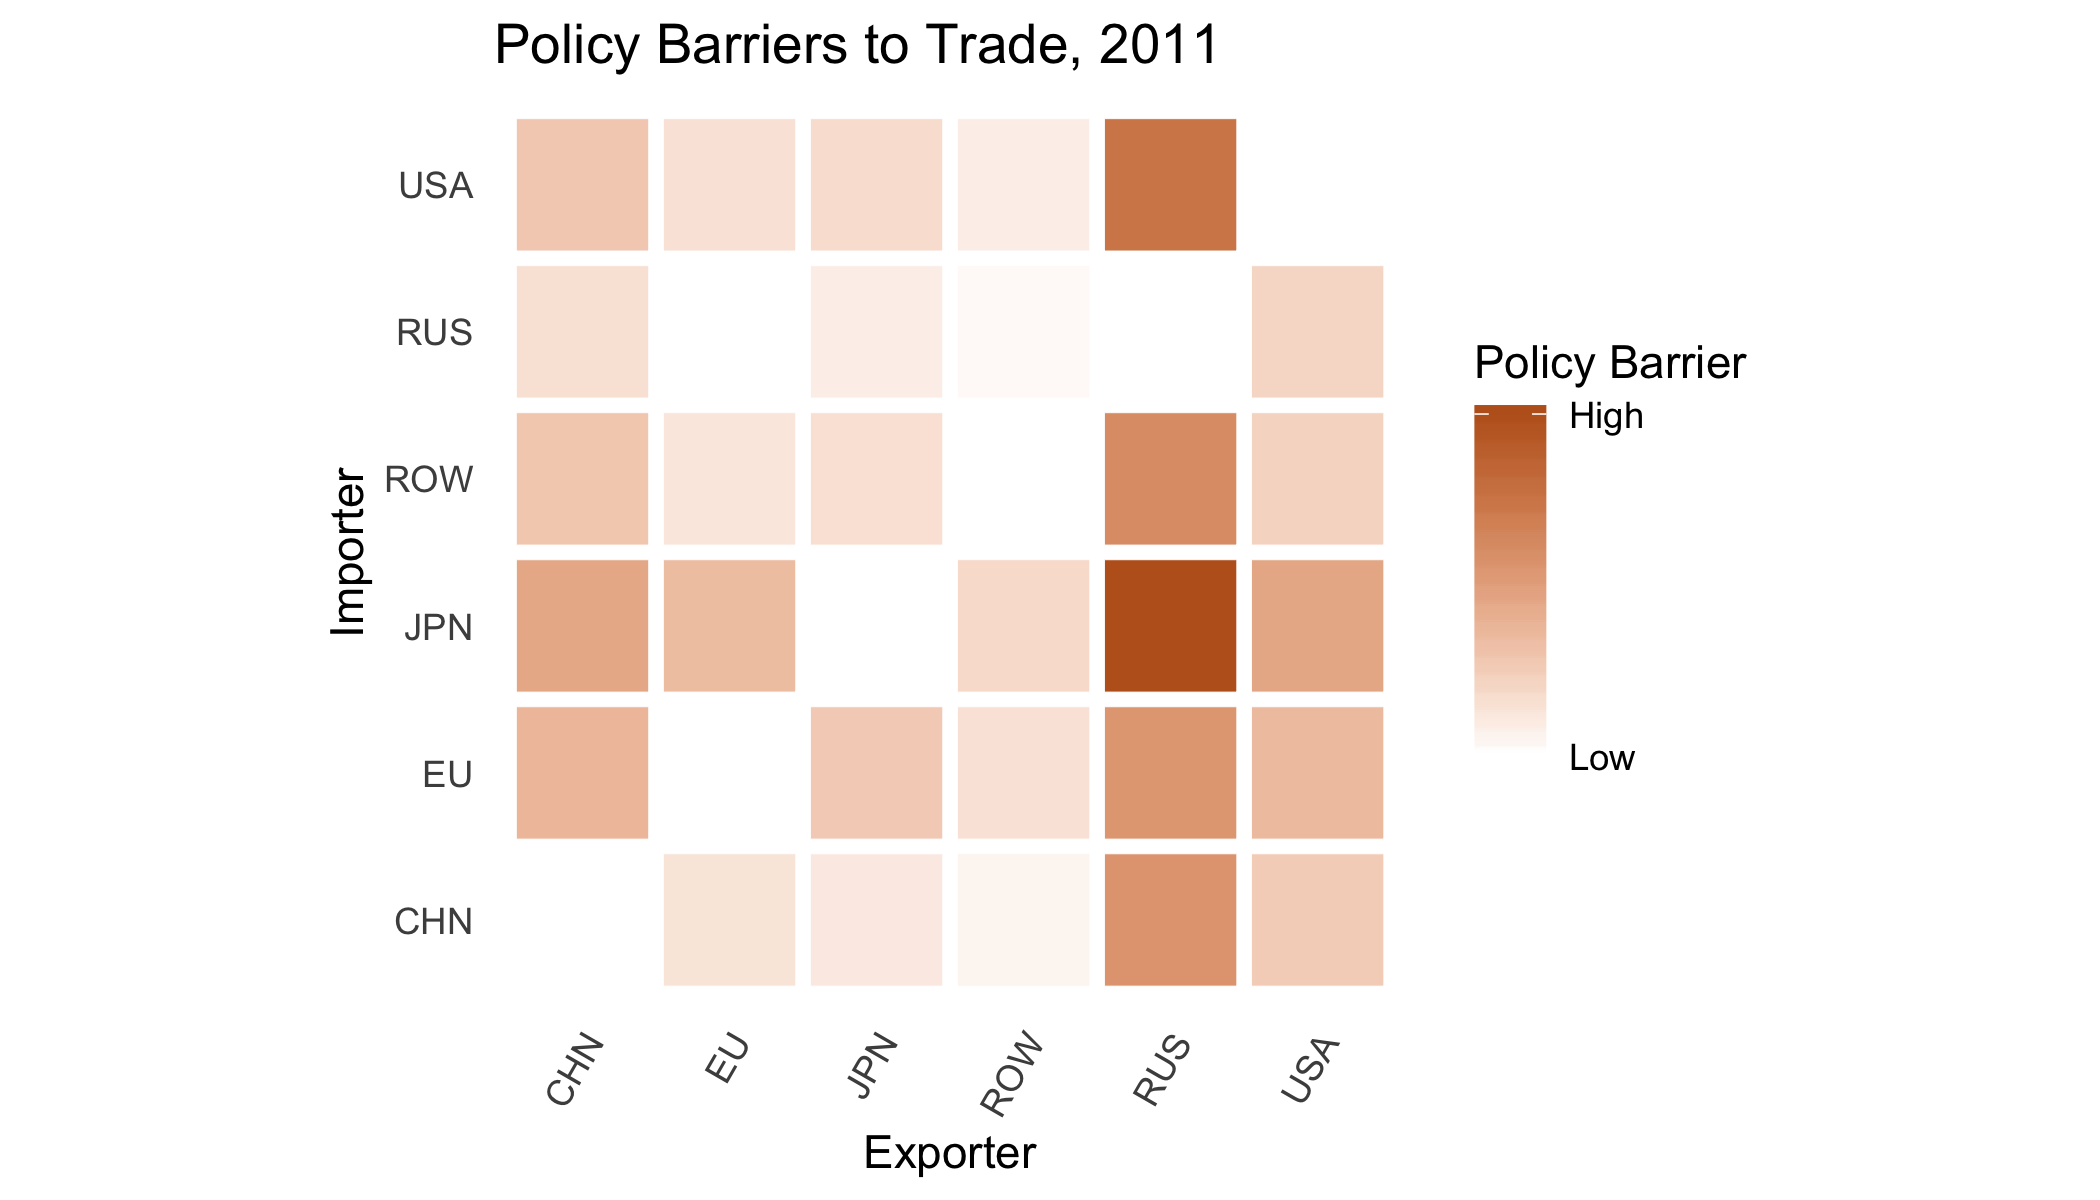 Policy Barriers to Trade, 2011
USA
RUS
ROW
JPN
EU
CHN
Importer
CHN
EU
JPN
ROW
RUS
USA
Exporter
Policy Barrier
High
Low